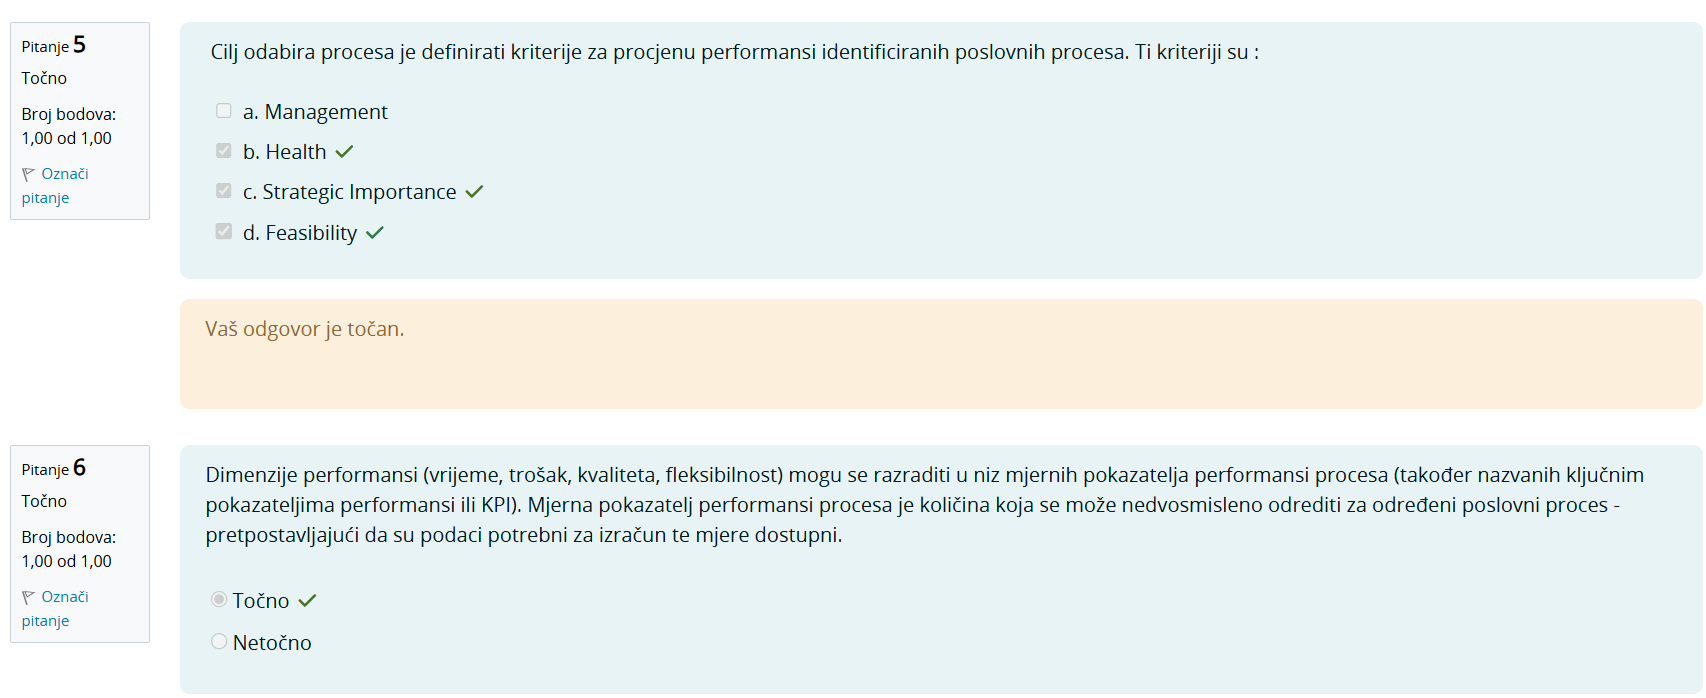 Pitanje 5
Točno
Broj bodova:
1,00 od 1,00
Označi
pitanje
Cilj odabira procesa je definirati kriterije za procjenu performansi identificiranih poslovnih procesa. Ti kriteriji su :
a. Management
b. Health
c. Strategic Importance
d. Feasibility
Vaš odgovor je točan.
Pitanje 6
Točno
Broj bodova:
1,00 od 1,00
Označi
pitanje
Dimenzije performansi (vrijeme, trošak, kvaliteta, fleksibilnost) mogu se razraditi u niz mjernih pokazatelja performansi procesa (također nazvanih ključnim
pokazateljima performansi ili KPI). Mjerna pokazatelj performansi procesa je količina koja se može nedvosmisleno odrediti za određeni poslovni proces -
pretpostavljajući da su podaci potrebni za izračun te mjere dostupni.
Točno
Netočno